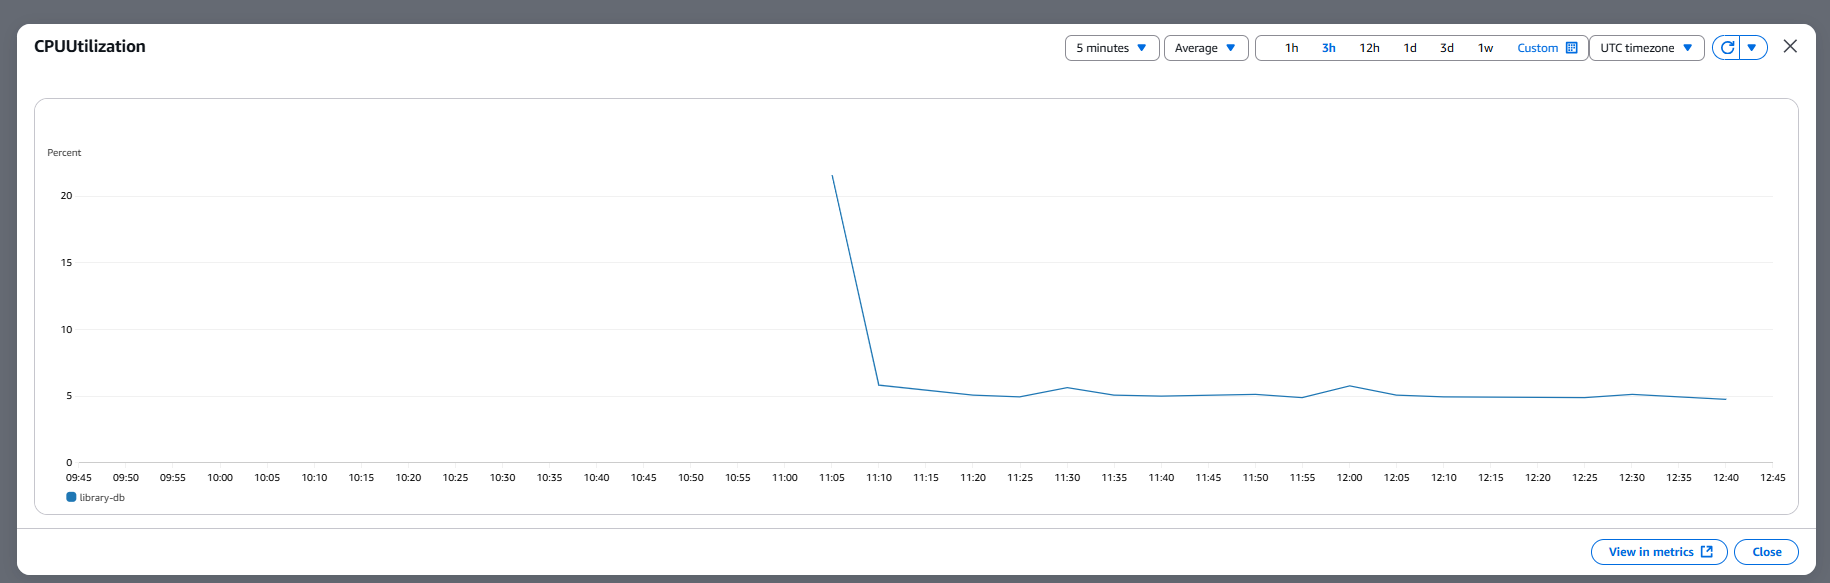 CPUUtilization
5 minutes Average 1h 3h 12h 1d 3d 1w Custom UTC timezone
Percent
20
15
10
5
0
09:45 09:50 09:55 10:00 10:05 10:10 10:15 10:20 10:25 10:30 10:35 10:40 10:45 10:50 10:55 11:00 11:05 11:10 11:15 11:20 11:25 11:30 11:35 11:40 11:45 11:50 11:55 12:00 12:05 12:10 12:15 12:20 12:25 12:30 12:35 12:40 12:45
library-db
View in metrics Close